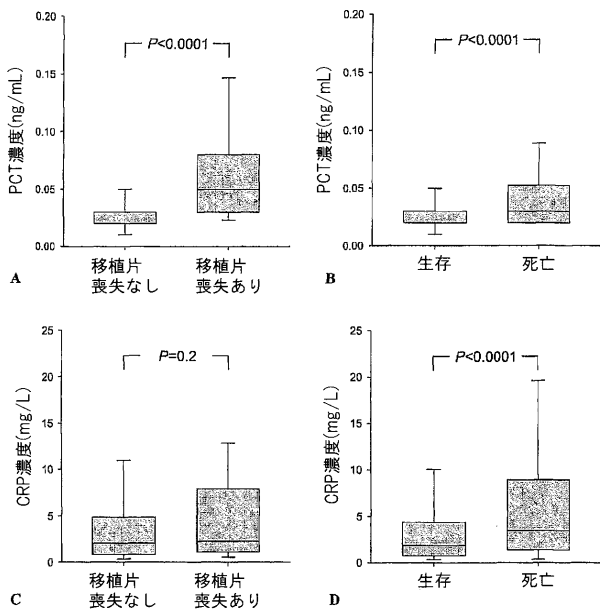 0.20
0.15
0.10
0.05
0.00
PCT濃度(ng/mL)
P<0.0001
移植片
喪失なし
移植片
喪失あり
A
0.20
0.15
0.10
0.05
0.00
PCT濃度(ng/mL)
P<0.0001
生存
死亡
B
25
20
15
10
5
0
CRP濃度(mg/L)
P=0.2
移植片
喪失なし
移植片
喪失あり
C
25
20
15
10
5
0
CRP濃度(mg/L)
P<0.0001
生存
死亡
D